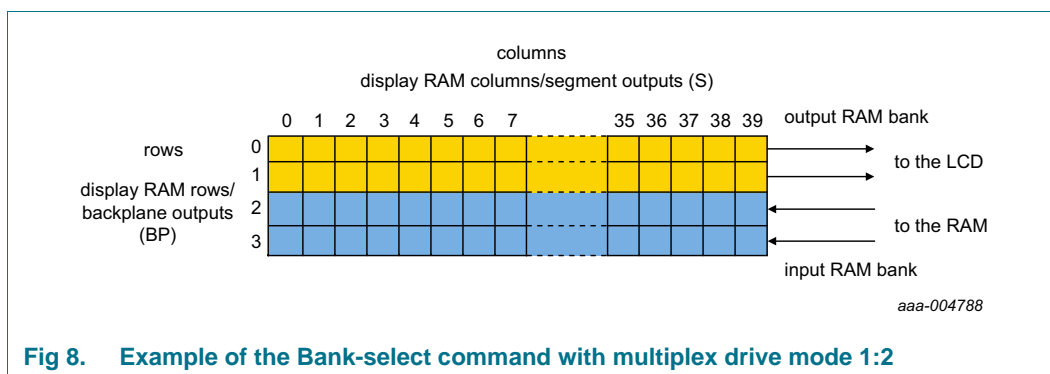 columns
display RAM columns/segment outputs (S)
0 1 2 3 4 5 6 7 35 36 37 38 39 output RAM bank
rows
0
to the LCD
1
display RAM rows/
backplane outputs
(BP)
2
to the RAM
3
input RAM bank
aaa-004788
Fig 8. Example of the Bank-select command with multiplex drive mode 1:2